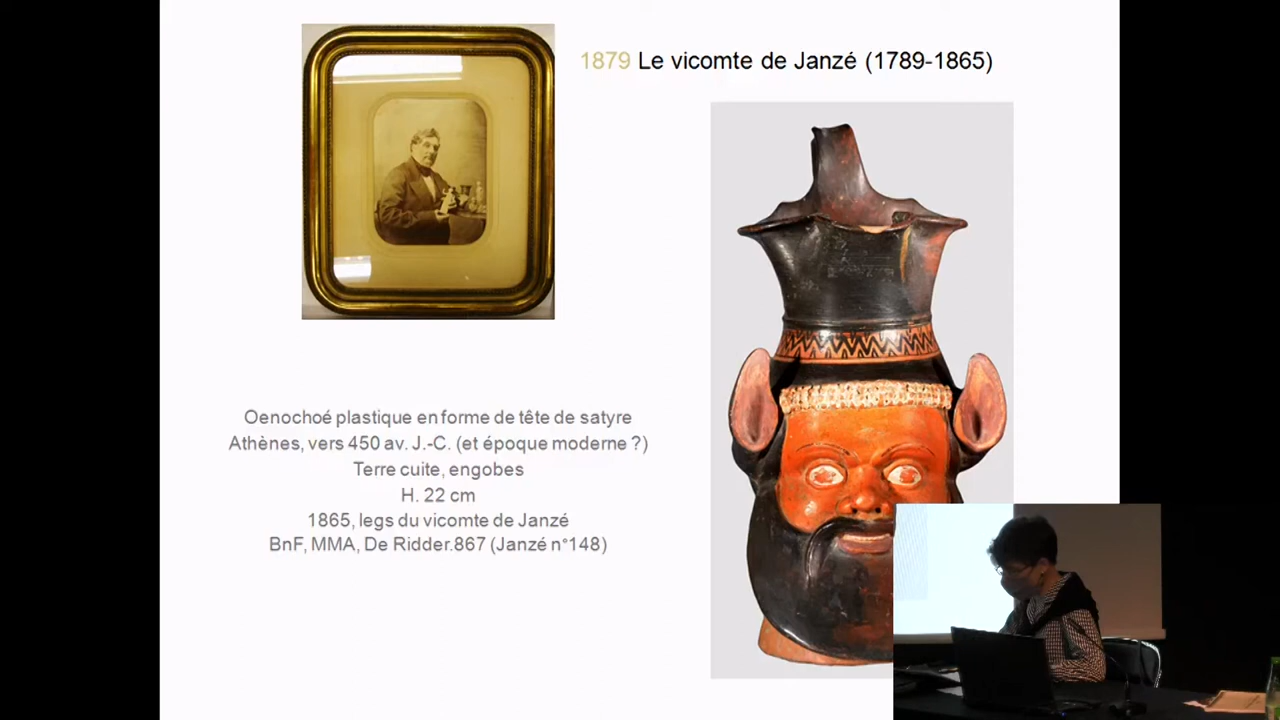 1879 Le vicomte de Janzé (1789-1865)
Oenochoé plastique en forme de tête de satyre
Athènes, vers 450 av. J.-C. (et époque moderne ?)
Terre cuite, engobes
H. 22 cm
1865, legs du vicomte de Janzé
BnF, MMA, De Ridder.867 (Janzé n°148)